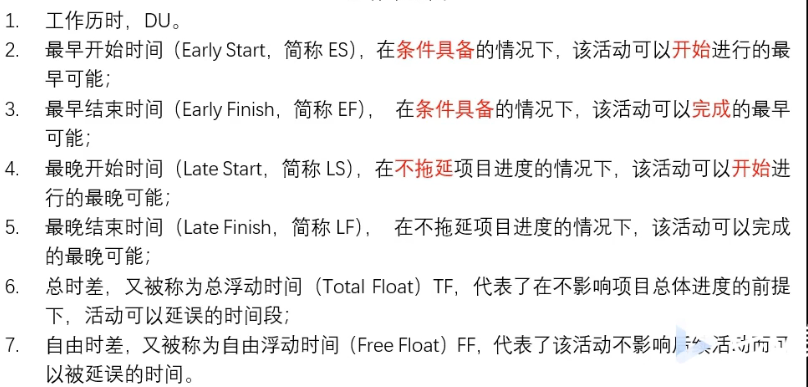 1. 工作历时，DU。
2. 最早开始时间（Early Start，简称 ES），在条件具备的情况下，该活动可以开始进行的最
早可能；
3. 最早结束时间（Early Finish，简称 EF）， 在条件具备的情况下，该活动可以完成的最早
可能；
4. 最晚开始时间（Late Start，简称 LS），在不拖延项目进度的情况下，该活动可以开始进
行的最晚可能；
5. 最晚结束时间（Late Finish，简称 LF）， 在不拖延项目进度的情况下，该活动可以完成
的最晚可能；
6. 总时差，又被称为总浮动时间（Total Float）TF，代表了在不影响项目总体进度的前提
下，活动可以延误的时间段；
7. 自由时差，又被称为自由浮动时间（Free Float）FF，代表了该活动不影响后续活动而可
以被延误的时间。